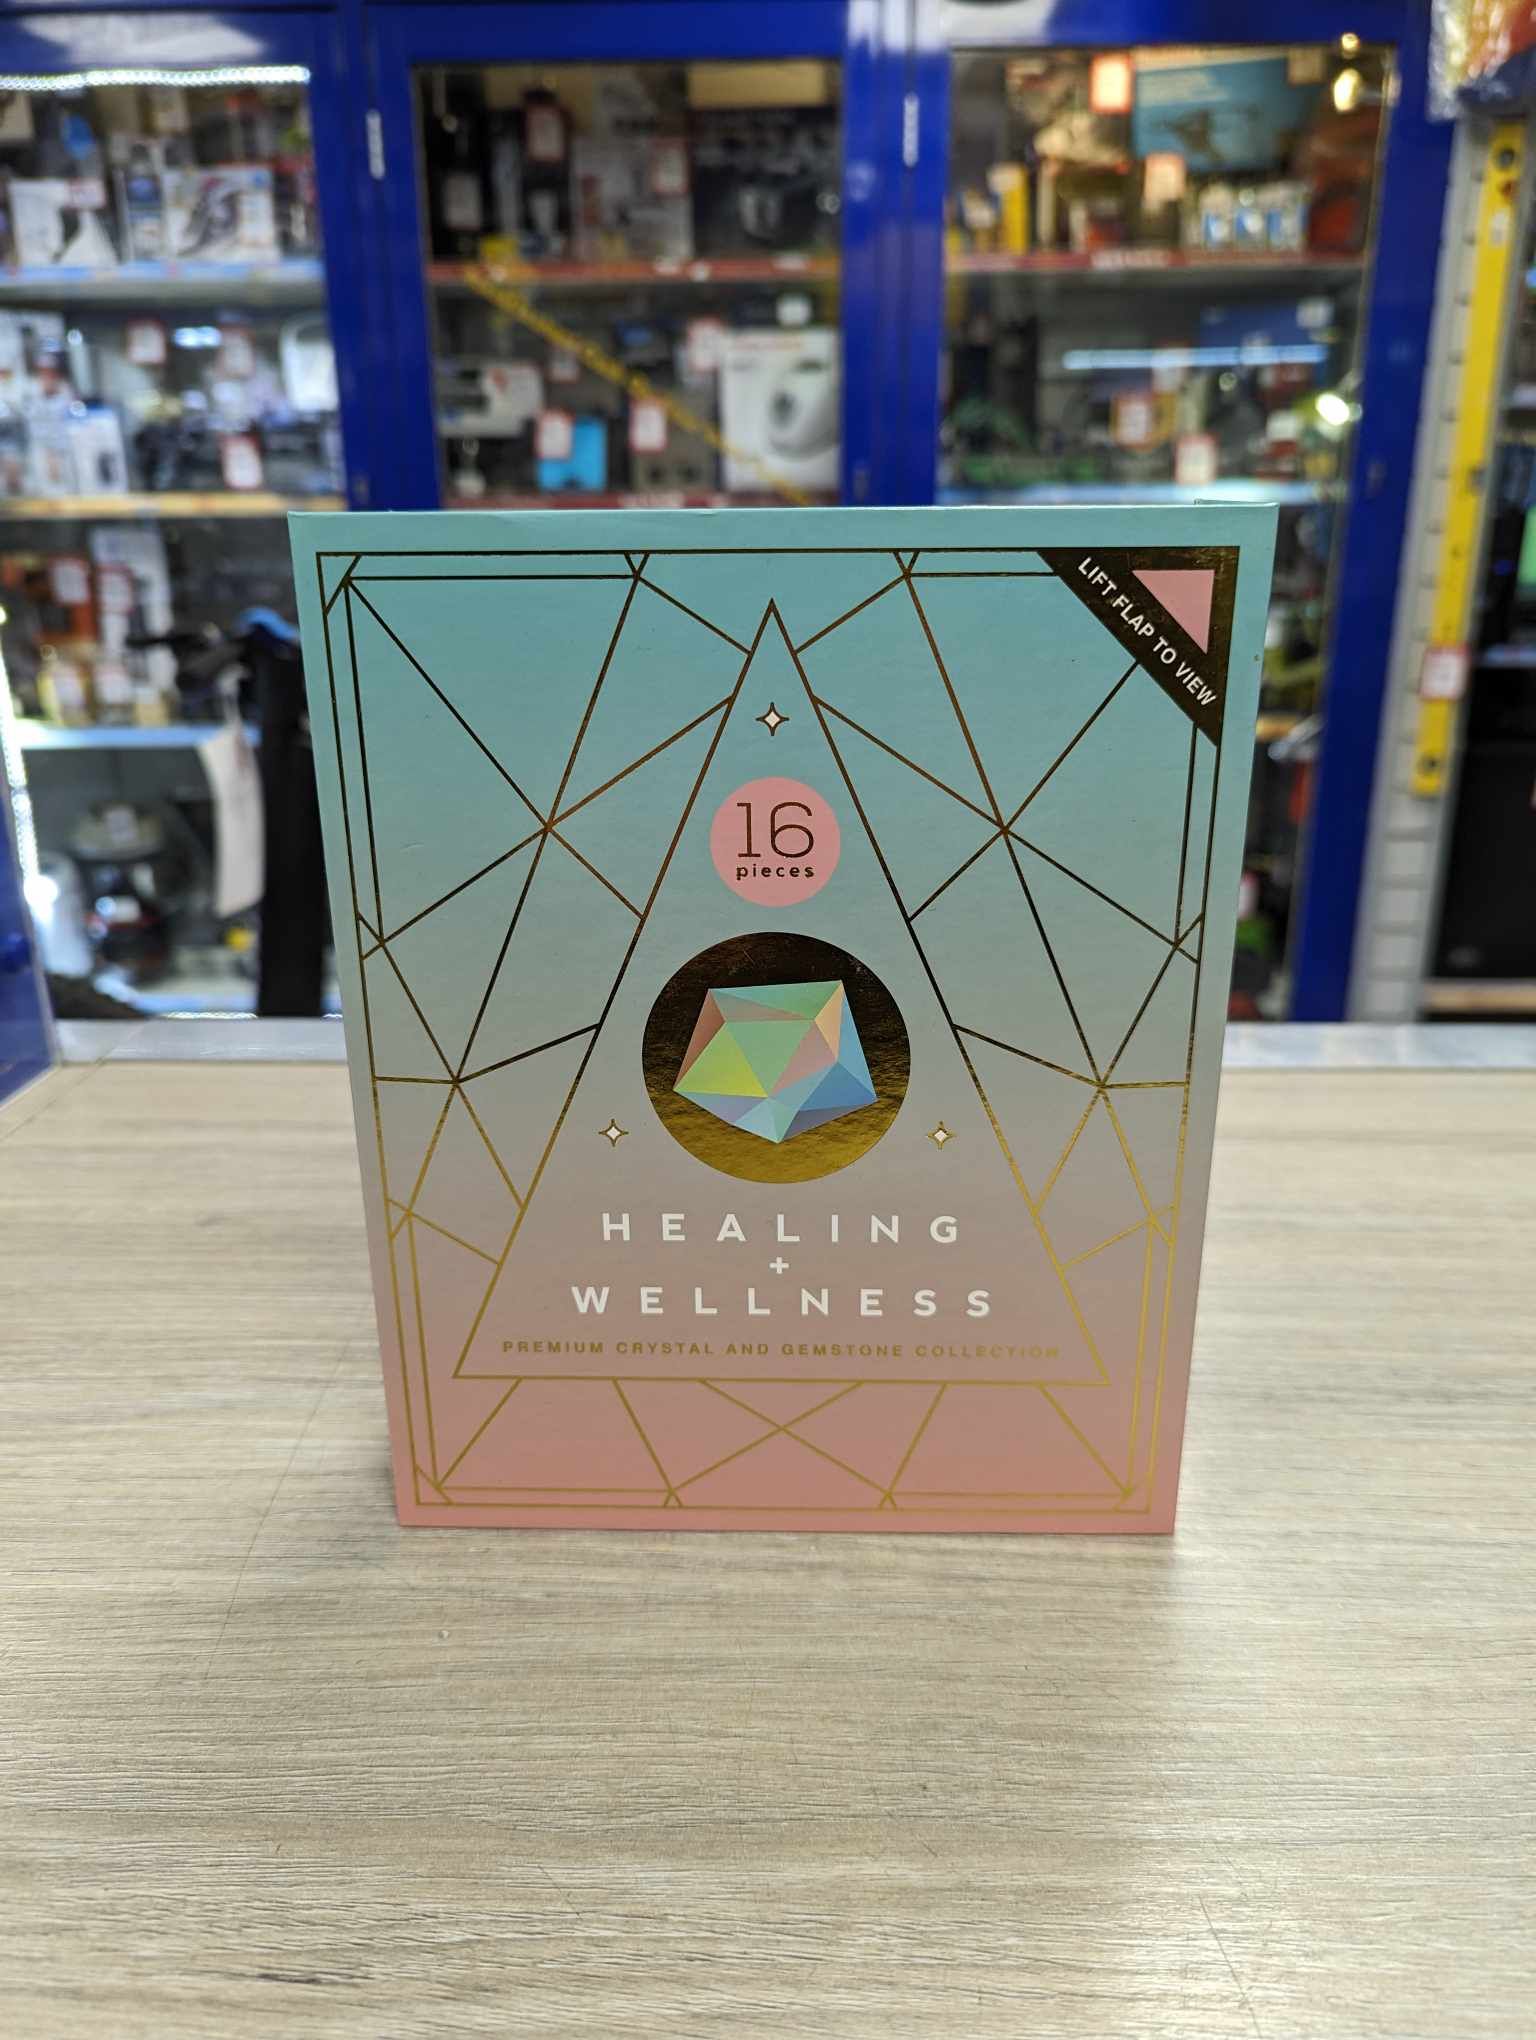 LIFT FLAP TO VIEW
16
pieces
HEALING
+
WELLNESS
PREMIUM CRYSTAL AND GEMSTONE COLLECTION